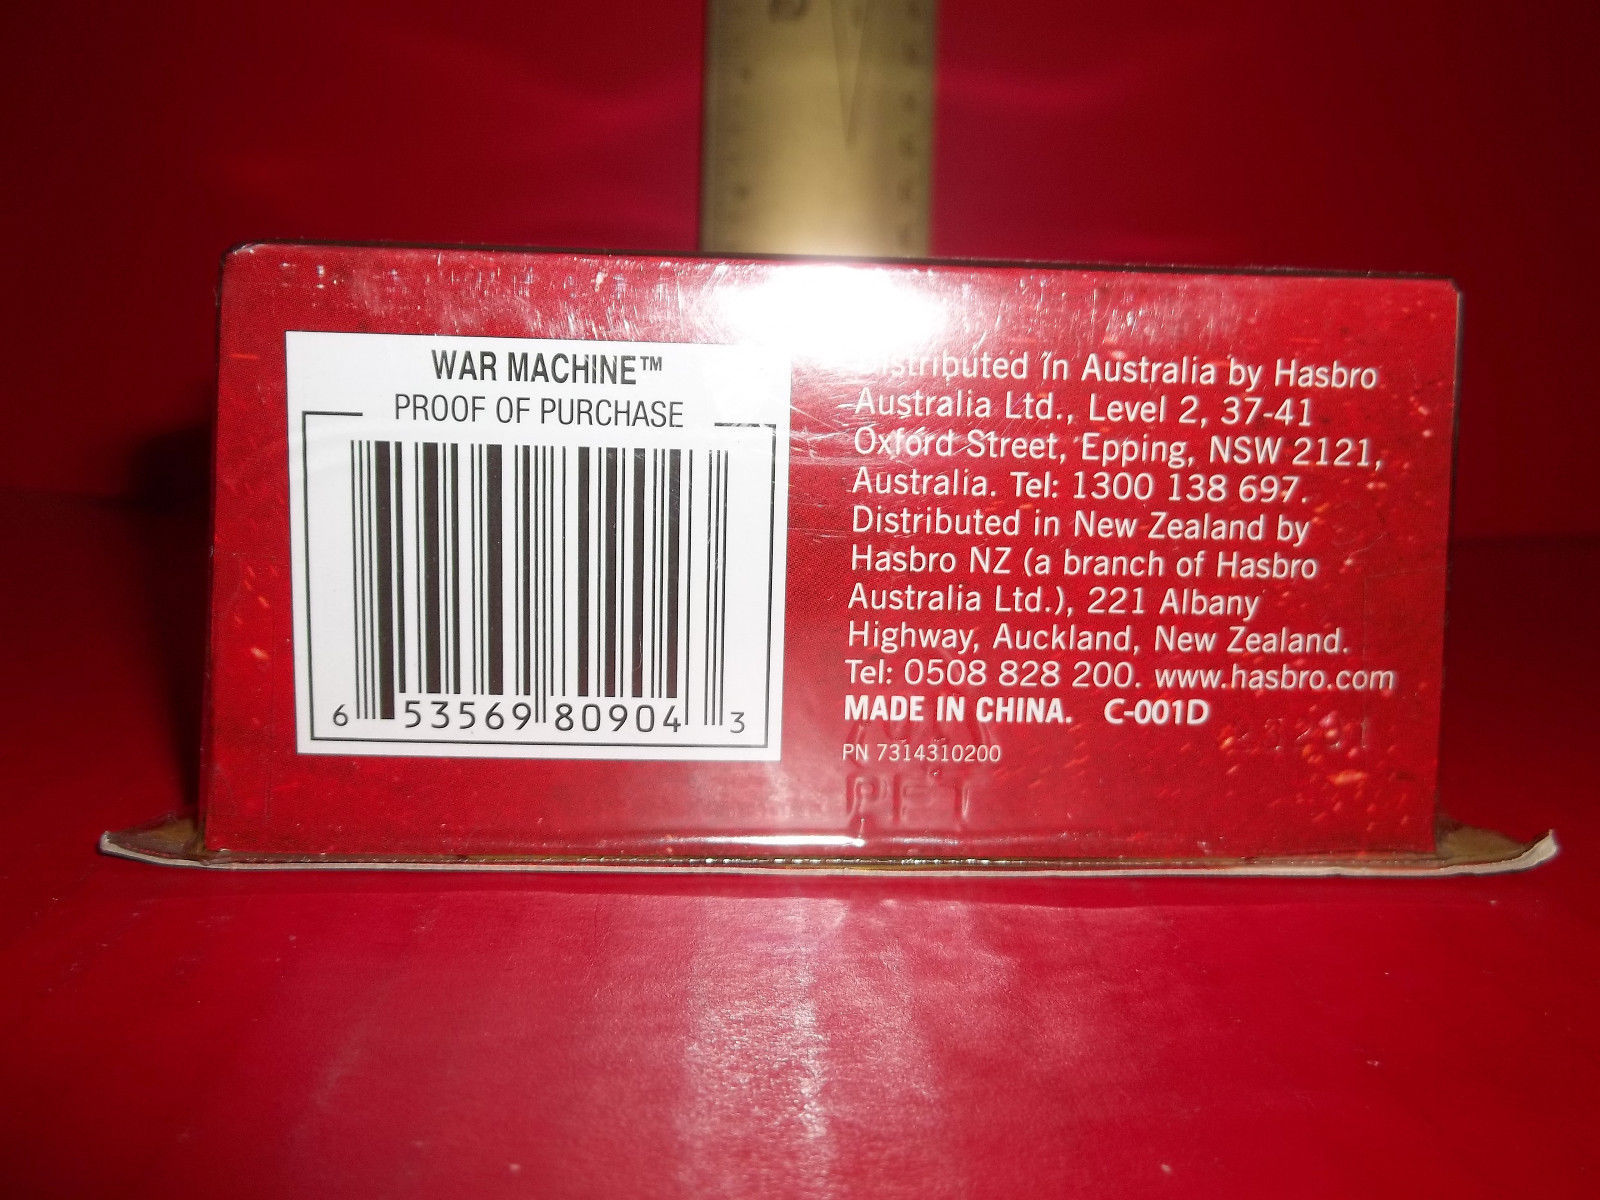 WAR MACHINE™
PROOF OF PURCHASE
6 53569 80904 3
Distributed in Australia by Hasbro
Australia Ltd., Level 2, 37-41
Oxford Street, Epping, NSW 2121,
Australia. Tel: 1300 138 697.
Distributed in New Zealand by
Hasbro NZ (a branch of Hasbro
Australia Ltd.), 221 Albany
Highway, Auckland, New Zealand.
Tel: 0508 828 200. www.hasbro.com
MADE IN CHINA. C-001D
PN 7314310200
PET